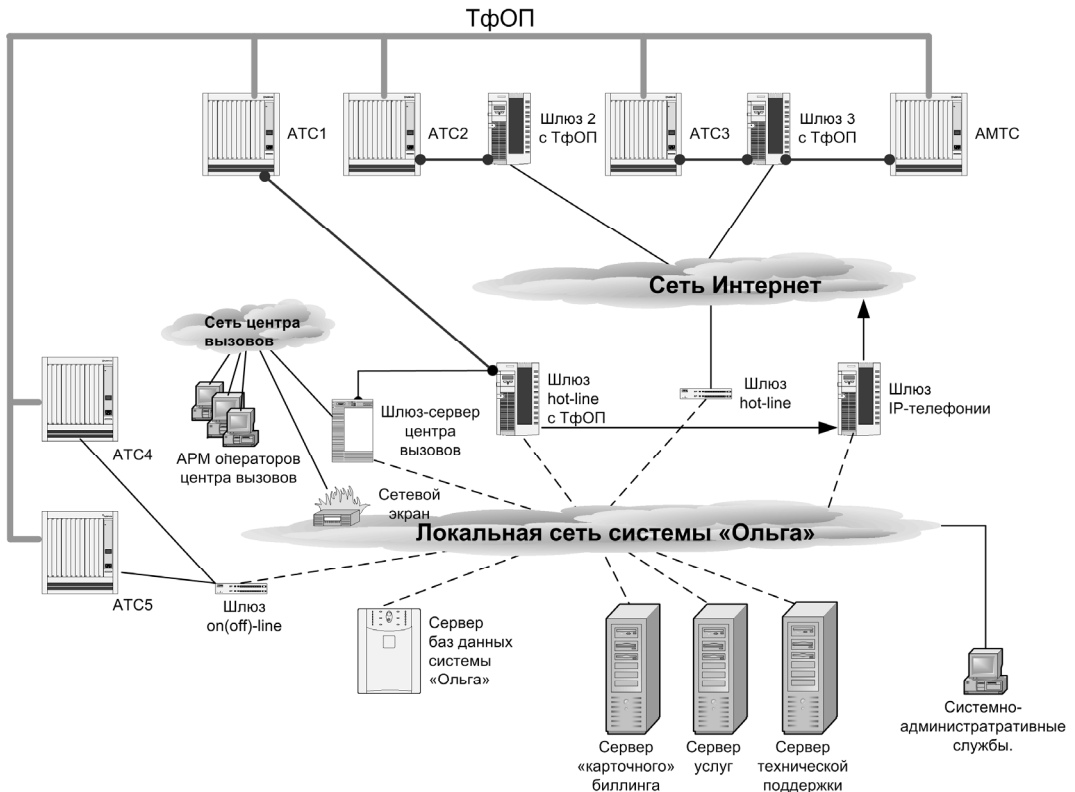 ТфОП
АТС1
АТС2
Шлюз 2
с ТфОП
АТС3
Шлюз 3
с ТфОП
АМТС
Сеть Интернет
Сеть центра
вызовов
Шлюз
hot-line
с ТфОП
Шлюз
hot-line
Шлюз
IP-телефонии
Шлюз-сервер
центра
вызовов
АТС4
АРМ операторов
центра вызовов
Сетевой
экран
Локальная сеть системы «Ольга»
АТС5
Шлюз
on(off)-line
Сервер
баз данных
системы
«Ольга»
Системно-
администратративные
службы.
Сервер
«карточного»
биллинга
Сервер
услуг
Сервер
технической
поддержки